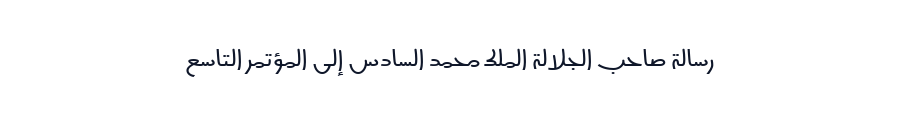 رسالة صاحب الجلالة الملك محمد السادس إلى المؤتمر التاسع